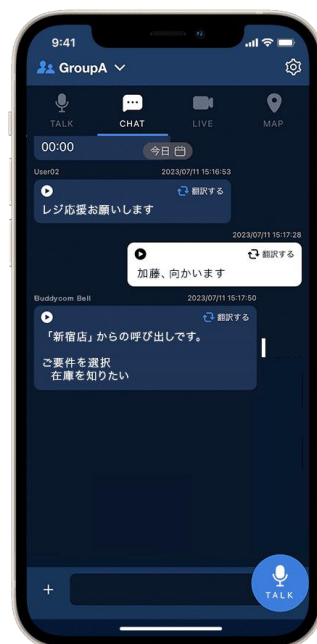 9:41
GroupA
TALK
CHAT
LIVE
MAP
00:00
今日
User02 2023/07/11 15:16:53
翻訳する
レジ応援お願いします
2023/07/11 15:17:28
翻訳する
加藤、向かいます
Buddycom Bell 2023/07/11 15:17:50
翻訳する
「新宿店」からの呼び出しです。
ご要件を選択
在庫を知りたい
TALK